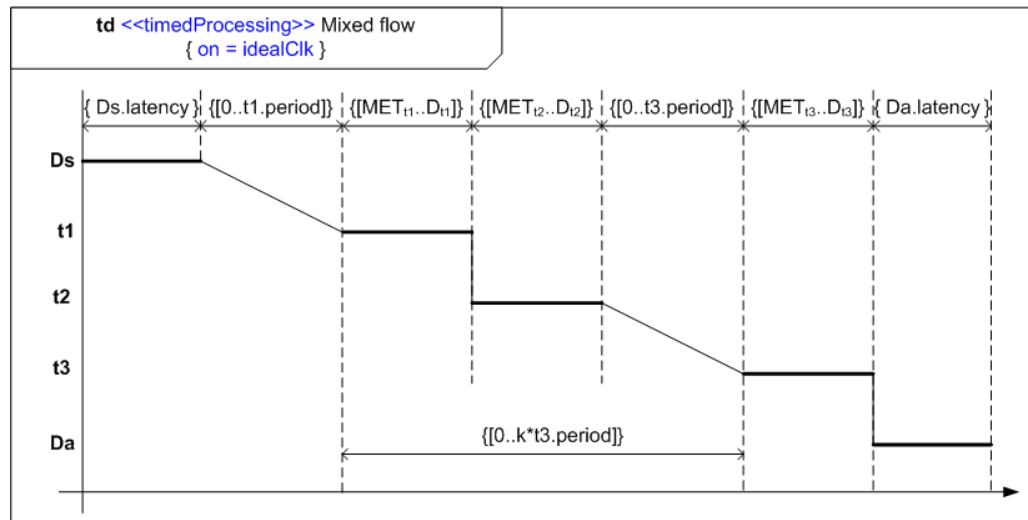 td <<timedProcessing>> Mixed flow
{ on = idealClk }
{ Ds.latency } {[0..t1.period]} {[METt1..Dt1]} {[METt2..Dt2]} {[0..t3.period]} {[METt3..Dt3]} { Da.latency }
Ds
t1
t2
t3
{[0..k*t3.period]}
Da